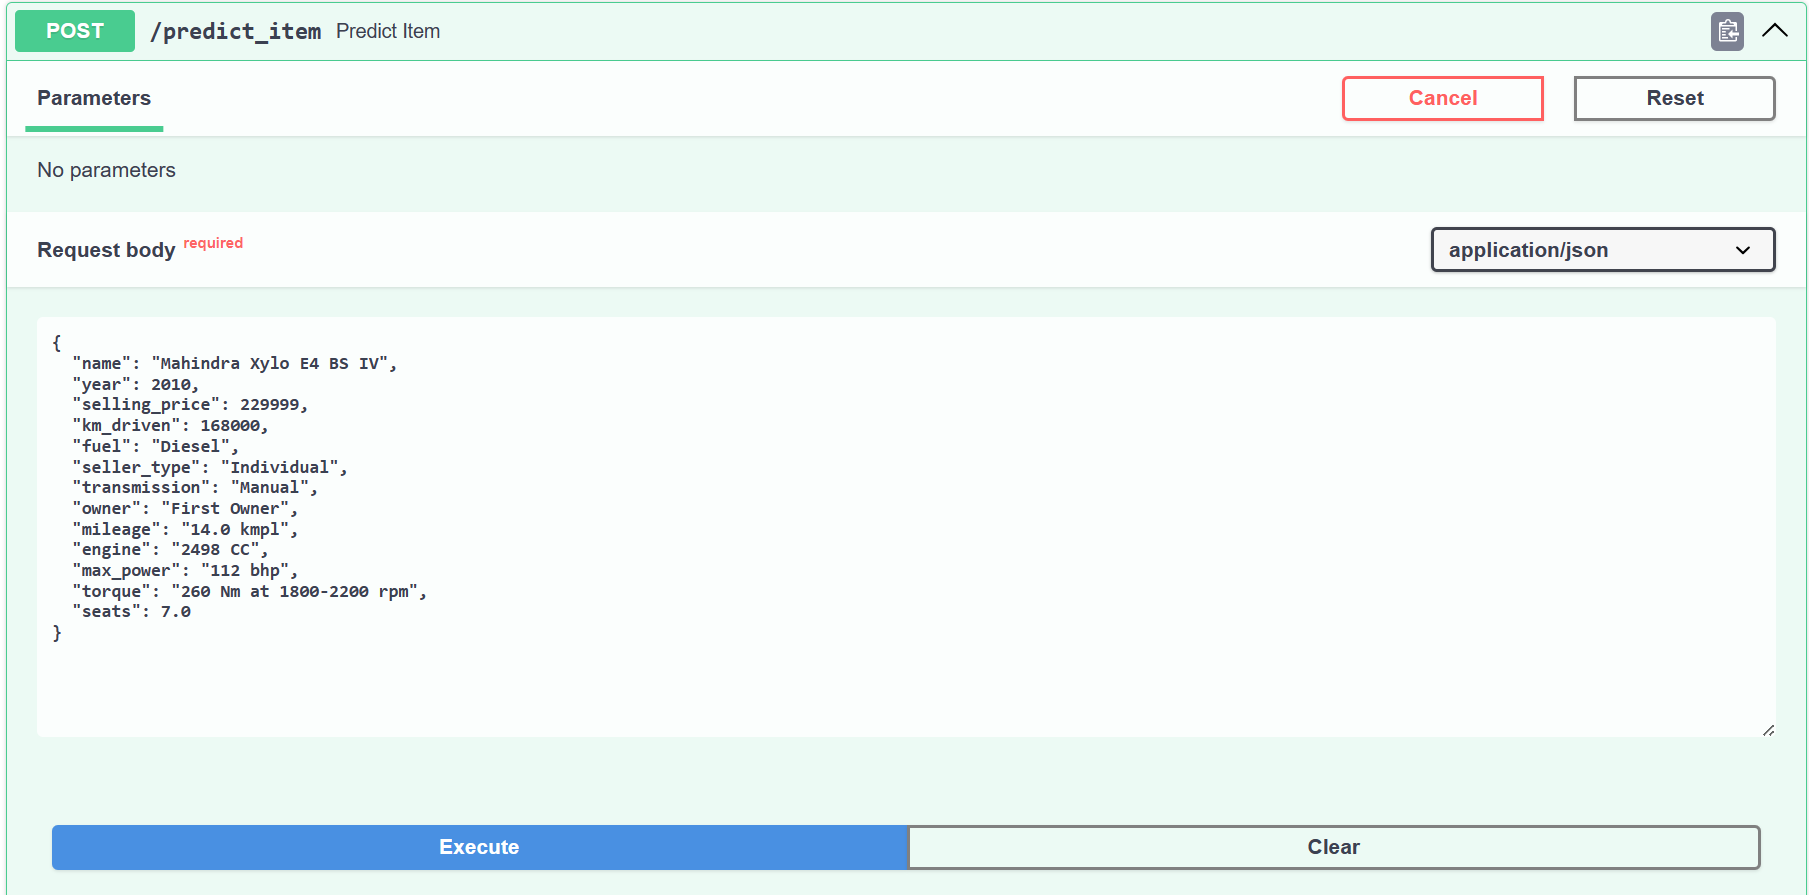 POST /predict_item Predict Item
Parameters
Cancel
Reset
No parameters
Request body required
application/json
{
  "name": "Mahindra Xylo E4 BS IV",
  "year": 2010,
  "selling_price": 229999,
  "km_driven": 168000,
  "fuel": "Diesel",
  "seller_type": "Individual",
  "transmission": "Manual",
  "owner": "First Owner",
  "mileage": "14.0 kmpl",
  "engine": "2498 CC",
  "max_power": "112 bhp",
  "torque": "260 Nm at 1800-2200 rpm",
  "seats": 7.0
}
Execute
Clear